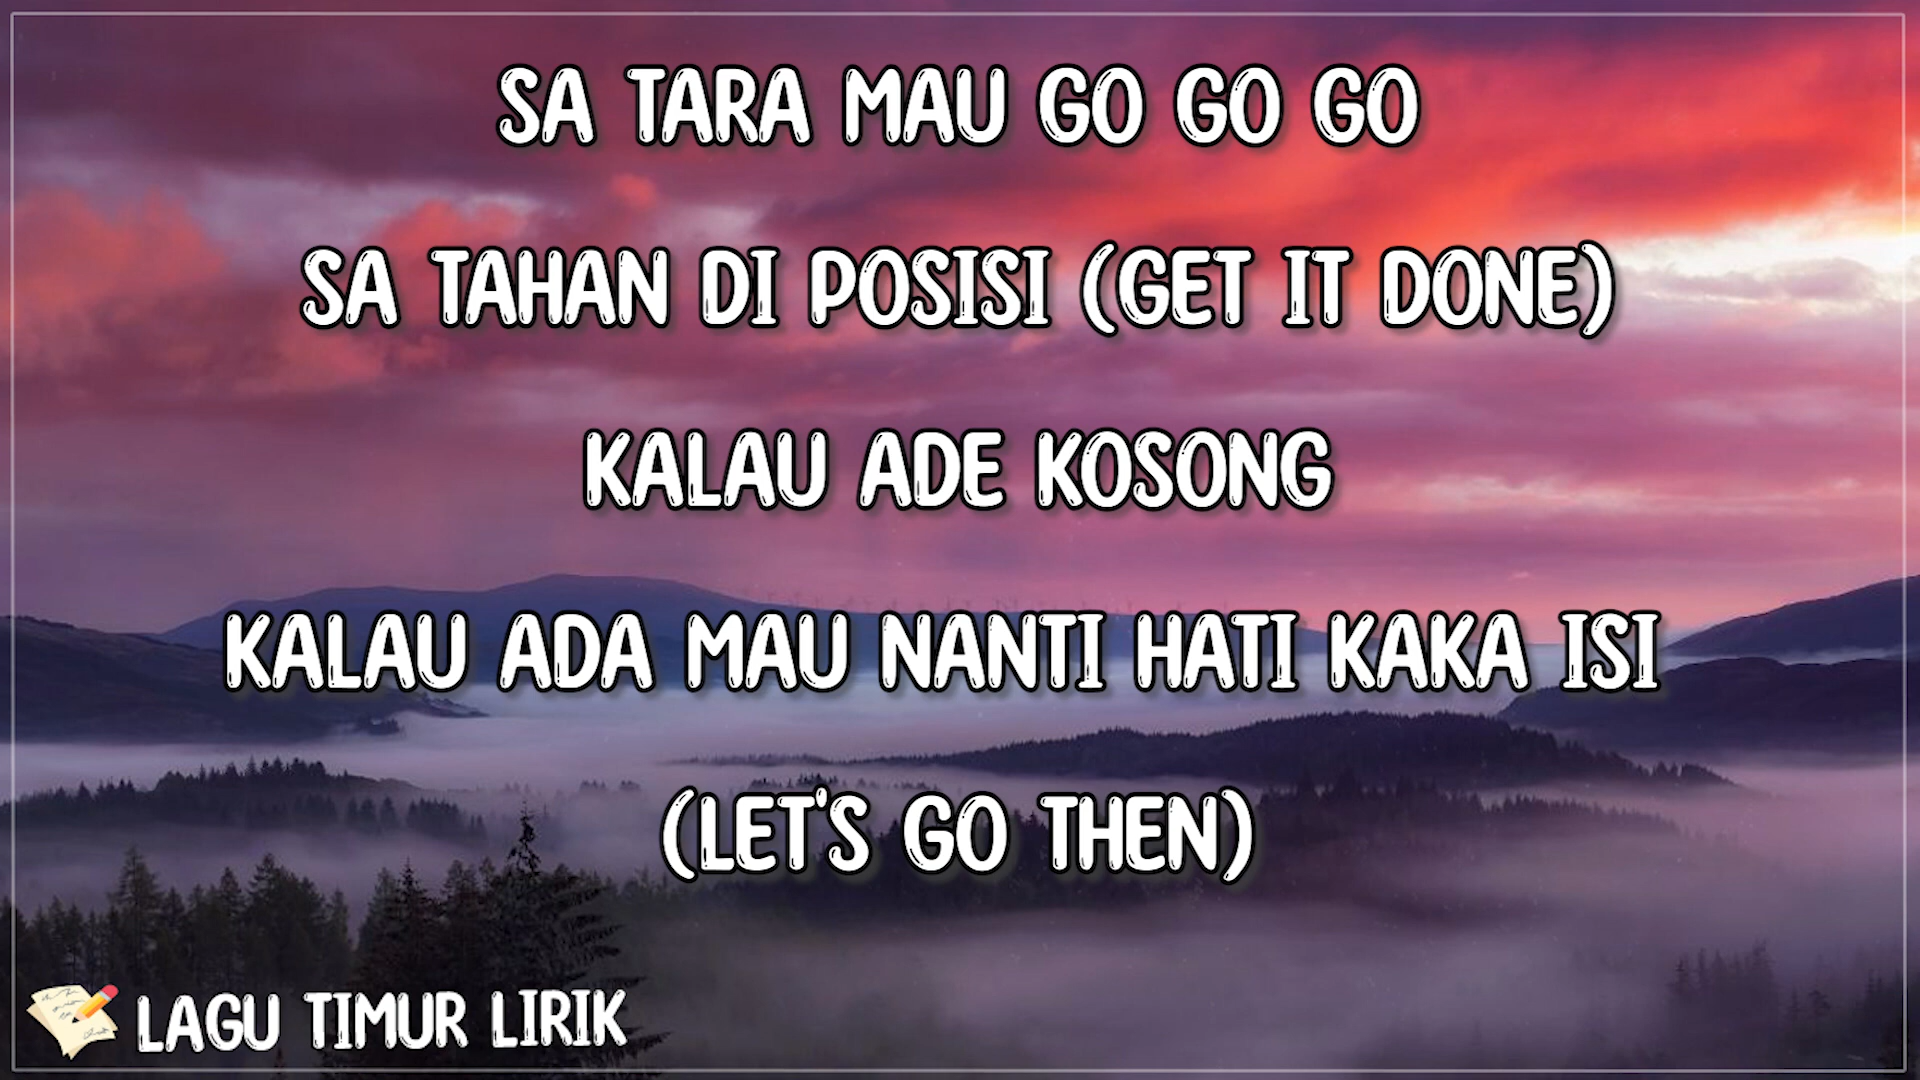 SA TARA MAU GO GO GO
SA TAHAN DI POSISI (GET IT DONE)
KALAU ADE KOSONG
KALAU ADA MAU NANTI HATI KAKA ISI
(LET'S GO THEN)
LAGU TIMUR LIRIK